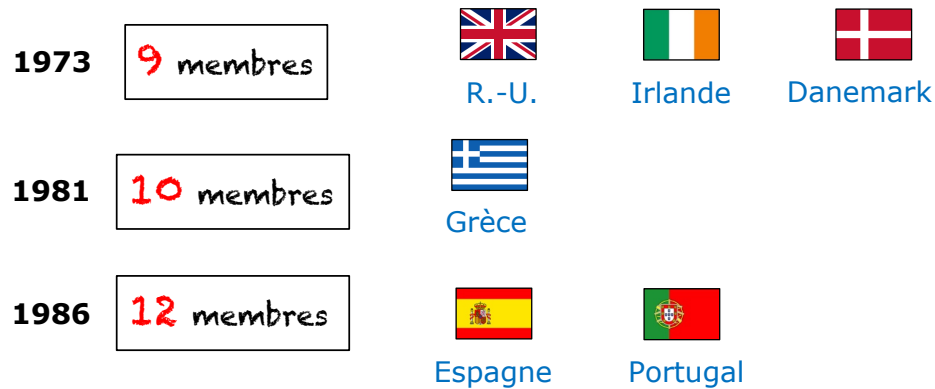 1973 9 membres
R.-U. Irlande Danemark
1981 10 membres
Grèce
1986 12 membres
Espagne Portugal